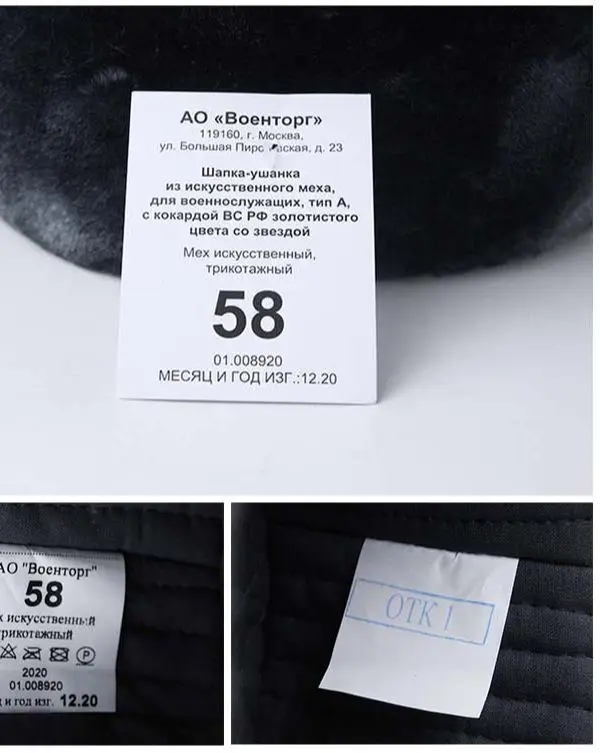 АО «Военторг»
119160, г. Москва,
ул. Большая д. 23
Шапка-ушанка
из искусственного меха,
для военнослужащих, тип А,
с кокардой ВС РФ золотистого
цвета со звездой
Мех искусственный,
трикотажный
58
01.008920
МЕСЯЦ И ГОД ИЗГ.:12.20
АО "Военторг"
58
искусственный
трикотажный
2020
01.008920
и год изг. 12.20
ОТК 1